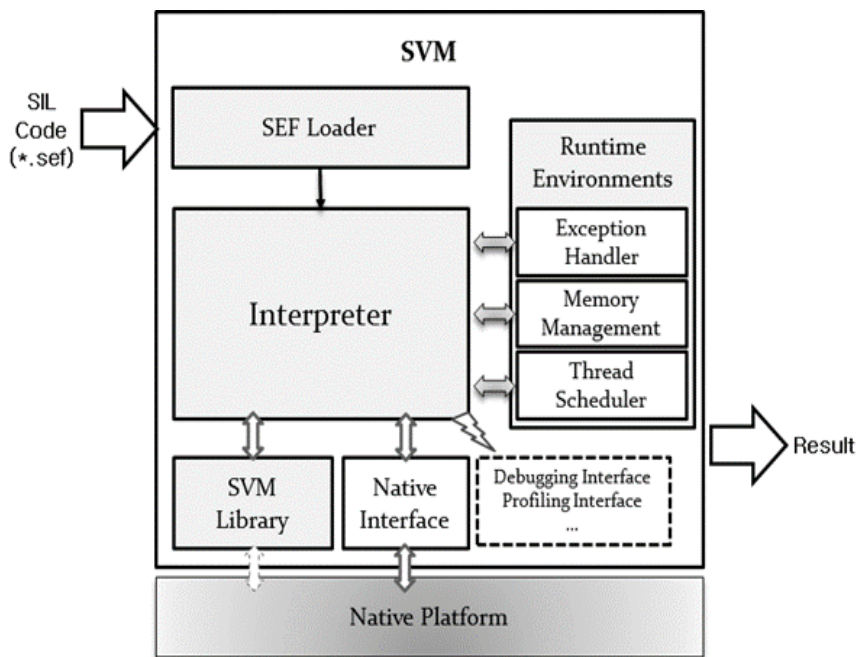 SVM
SIL
Code
(*.sef)
SEF Loader
Runtime
Environments
Exception
Handler
Interpreter
Memory
Management
Thread
Scheduler
Result
SVM
Library
Native
Interface
Debugging Interface
Profiling Interface
...
Native Platform